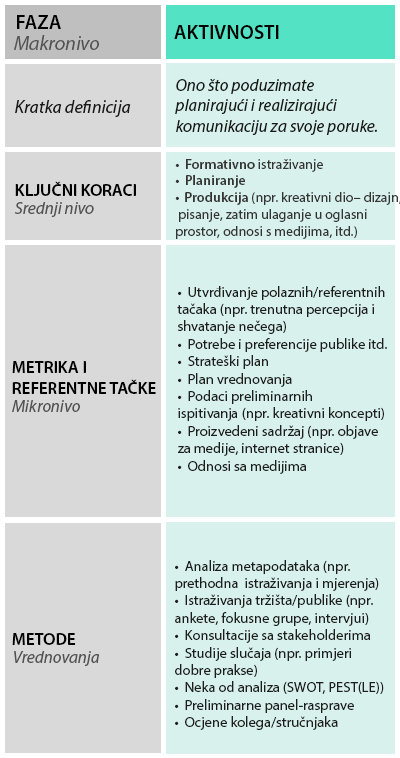 FAZA
Makronivo
AKTIVNOSTI
Kratka definicija
Ono što poduzimate
planirajući i realizirajući
komunikaciju za svoje poruke.
KLJUČNI KORACI
Srednji nivo
• Formativno istraživanje
• Planiranje
• Produkcija (npr. kreativni dio– dizajn,
pisanje, zatim ulaganje u oglasni
prostor, odnosi s medijima, itd.)
METRIKA I
REFERENTNE TAČKE
Mikronivo
• Utvrđivanje polaznih/referentnih
tačaka (npr. trenutna percepcija i
shvatanje nečega)
• Potrebe i preferencije publike itd.
• Strateški plan
• Plan vrednovanja
• Podaci preliminarnih
ispitivanja (npr. kreativni koncepti)
• Proizvedeni sadržaj (npr. objave
za medije, internet stranice)
• Odnosi sa medijima
METODE
Vrednovanja
• Analiza metapodataka (npr.
prethodna istraživanja i mjerenja)
• Istraživanja tržišta/publike (npr.
ankete, fokusne grupe, intervjui)
• Konsultacije sa stakeholderima
• Studije slučaja (npr. primjeri
dobre prakse)
• Neka od analiza (SWOT, PEST(LE))
• Preliminarne panel-rasprave
• Ocjene kolega/stručnjaka